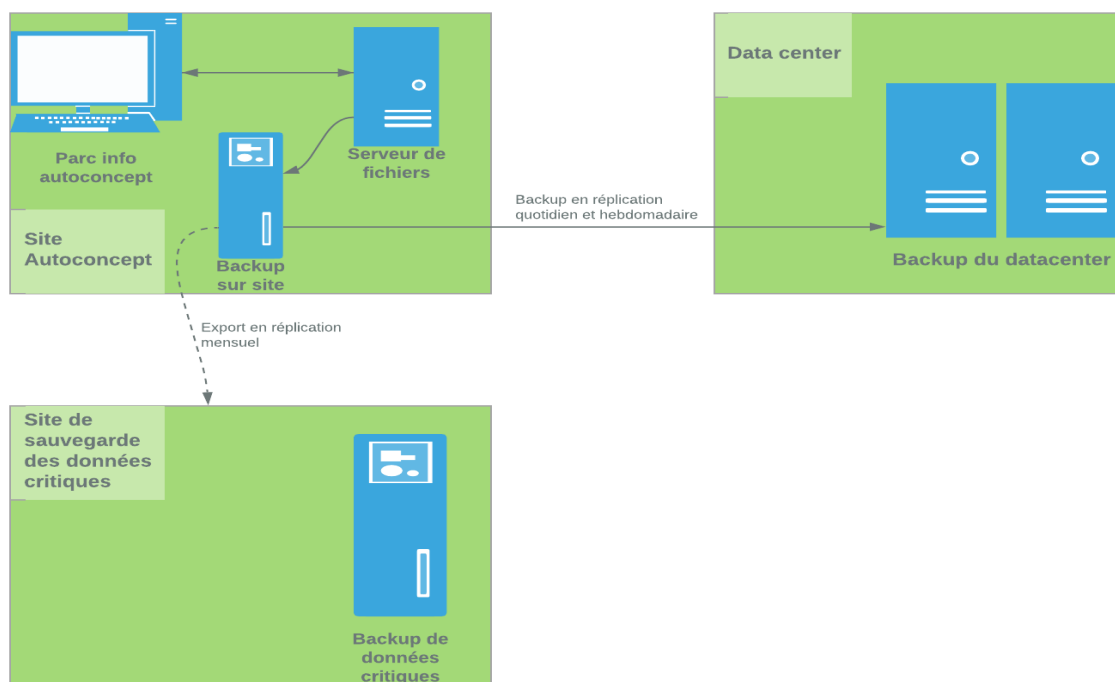 Parc info
autoconcept
Serveur de
fichiers
Site
Autoconcept
Backup
sur site
Backup en réplication
quotidien et hebdomadaire
Data center
Backup du datacenter
Export en réplication
mensuel
Site de
sauvegarde
des données
critiques
Backup de
données
critiques